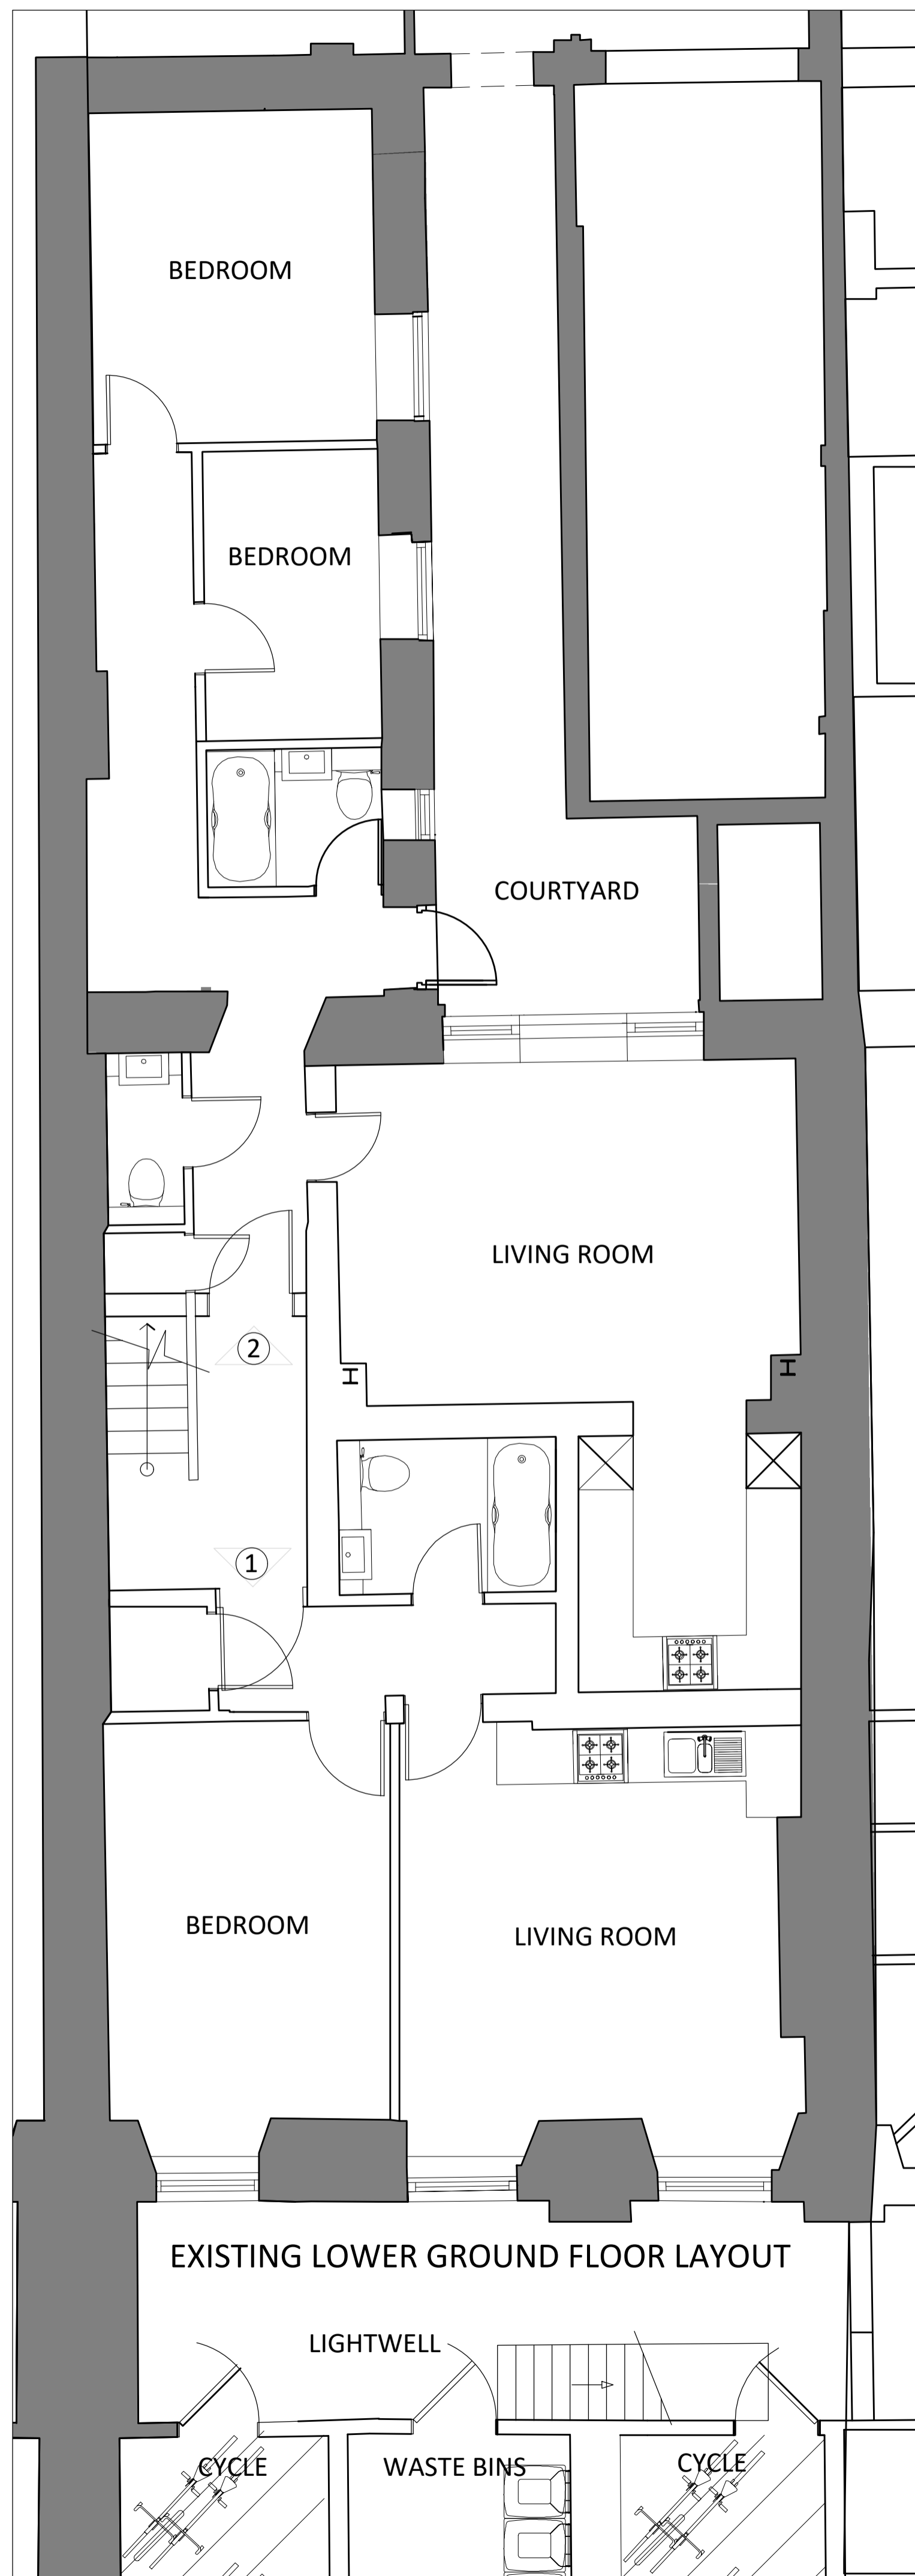 BEDROOM
BEDROOM
COURTYARD
LIVING ROOM
2
H
H
1
BEDROOM
LIVING ROOM
EXISTING LOWER GROUND FLOOR LAYOUT
LIGHTWELL
CYCLE
WASTE BINS
CYCLE